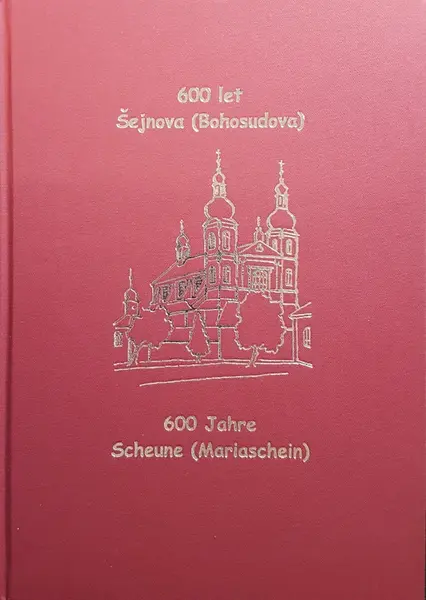 600 let
Šejnova (Bohosudova)
600 Jahre
Scheune (Mariaschein)